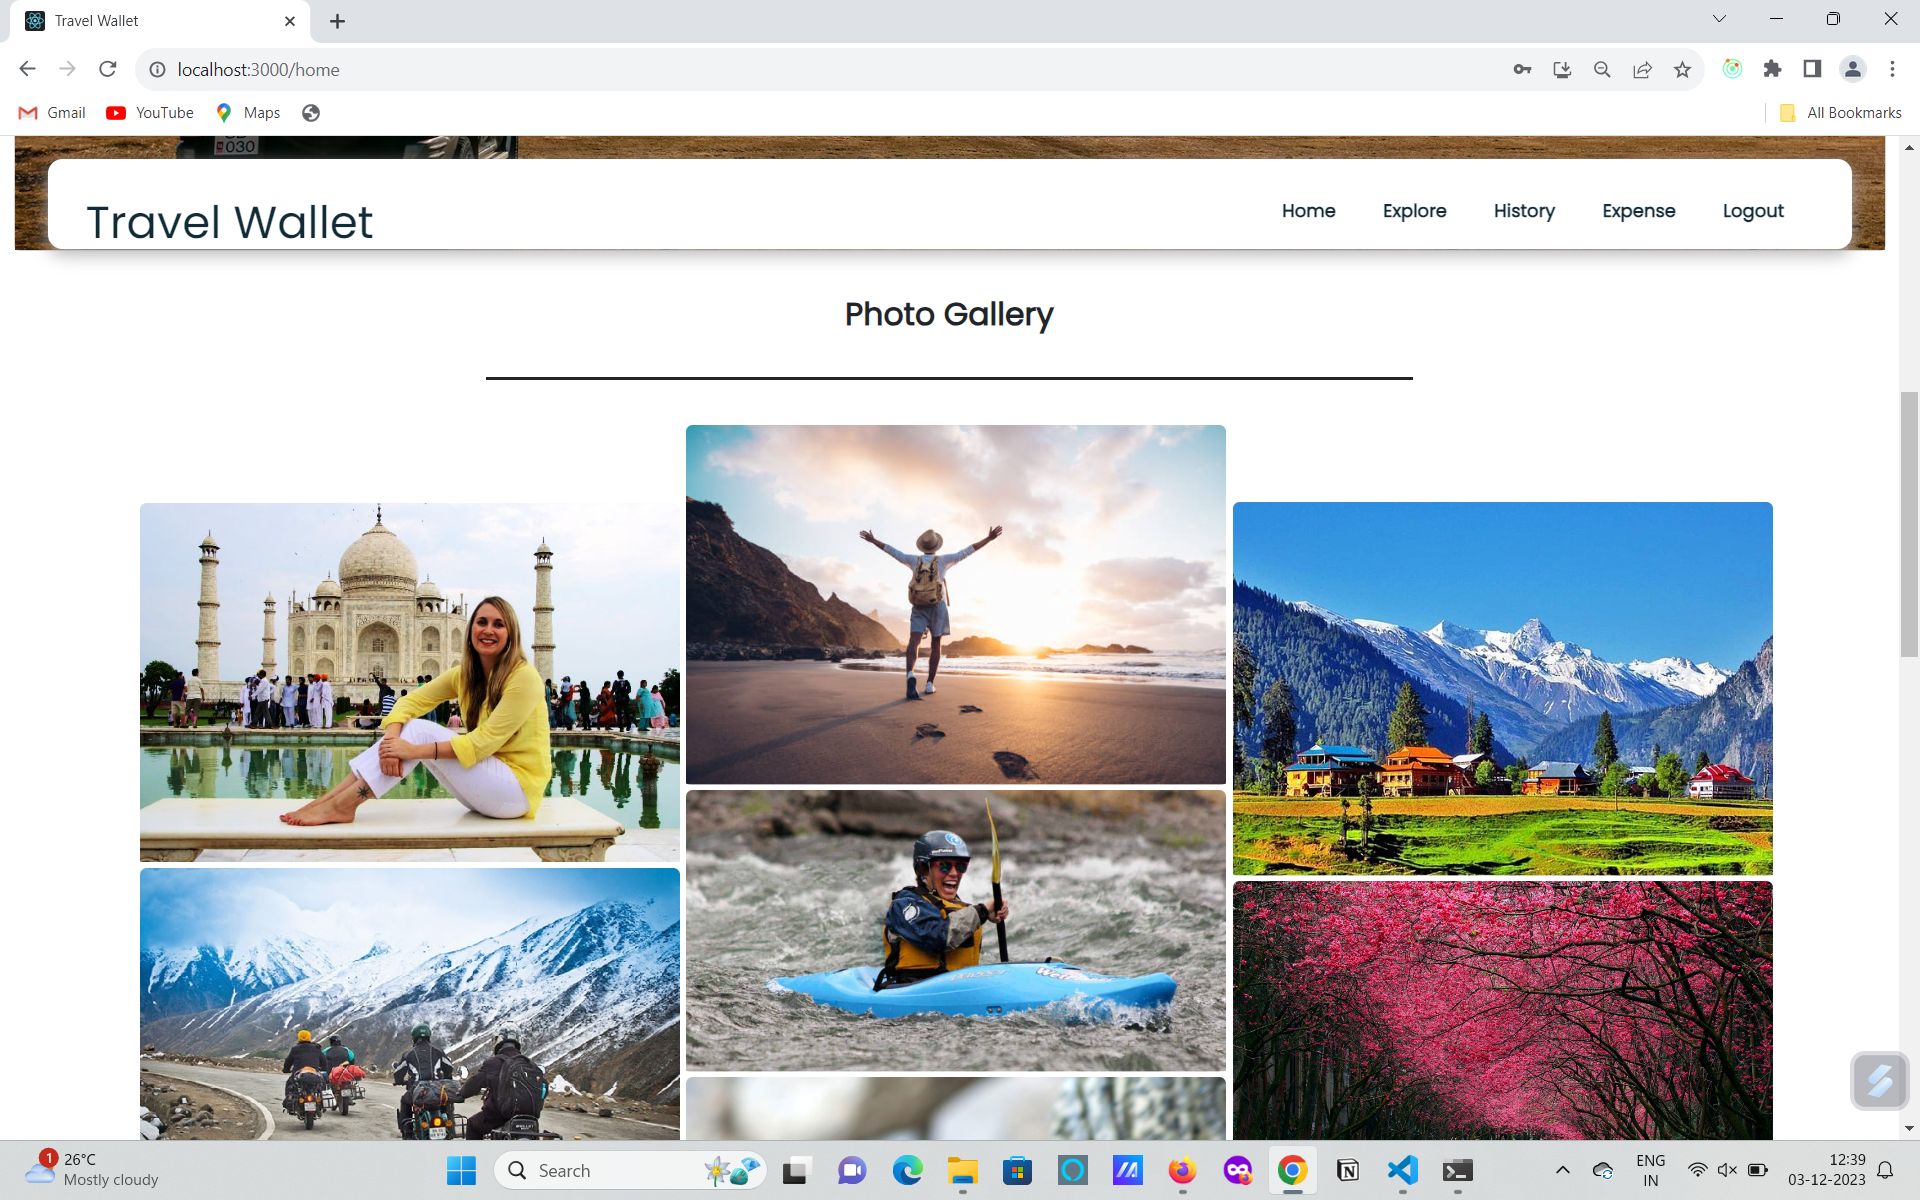 Travel Wallet
localhost:3000/home
Gmail
YouTube
Maps
All Bookmarks
030
Travel Wallet
Home
Explore
History
Expense
Logout
Photo Gallery
1
26°C
Mostly cloudy
Search
ENG
IN
12:39
03-12-2023